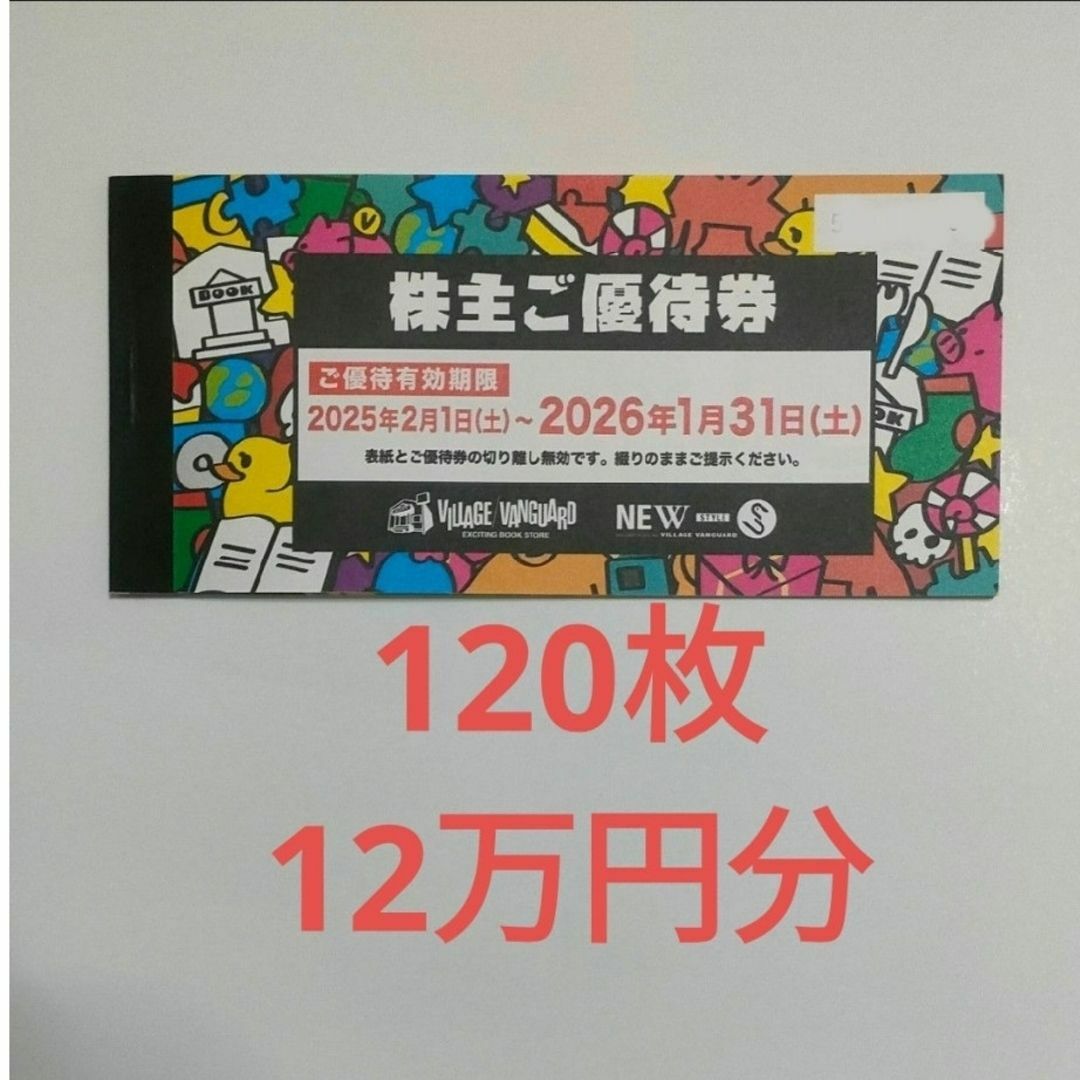 5
株主ご優待券
BOOK
ご優待有効期限
2025年2月1日(土)~2026年1月31日(土)
表紙とご優待券の切り離し無効です。綴りのままご提示ください。
VILLAGE/VANGUARD
EXCITING BOOK STORE
NEW STYLE
VILLAGE VANGUARD
120枚
12万円分